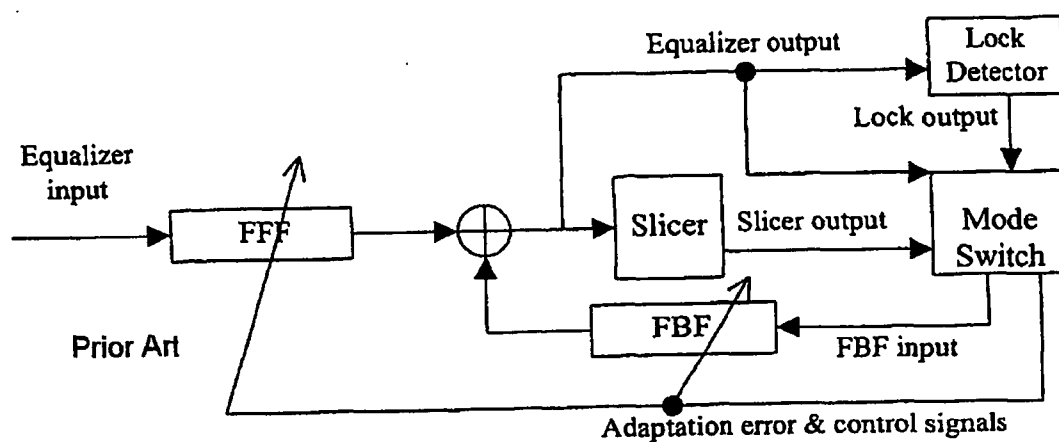 Equalizer output
Lock
Detector
Lock output
Equalizer
input
FFF
Slicer
Slicer output
Mode
Switch
FBF
FBF input
Prior Art
Adaptation error & control signals